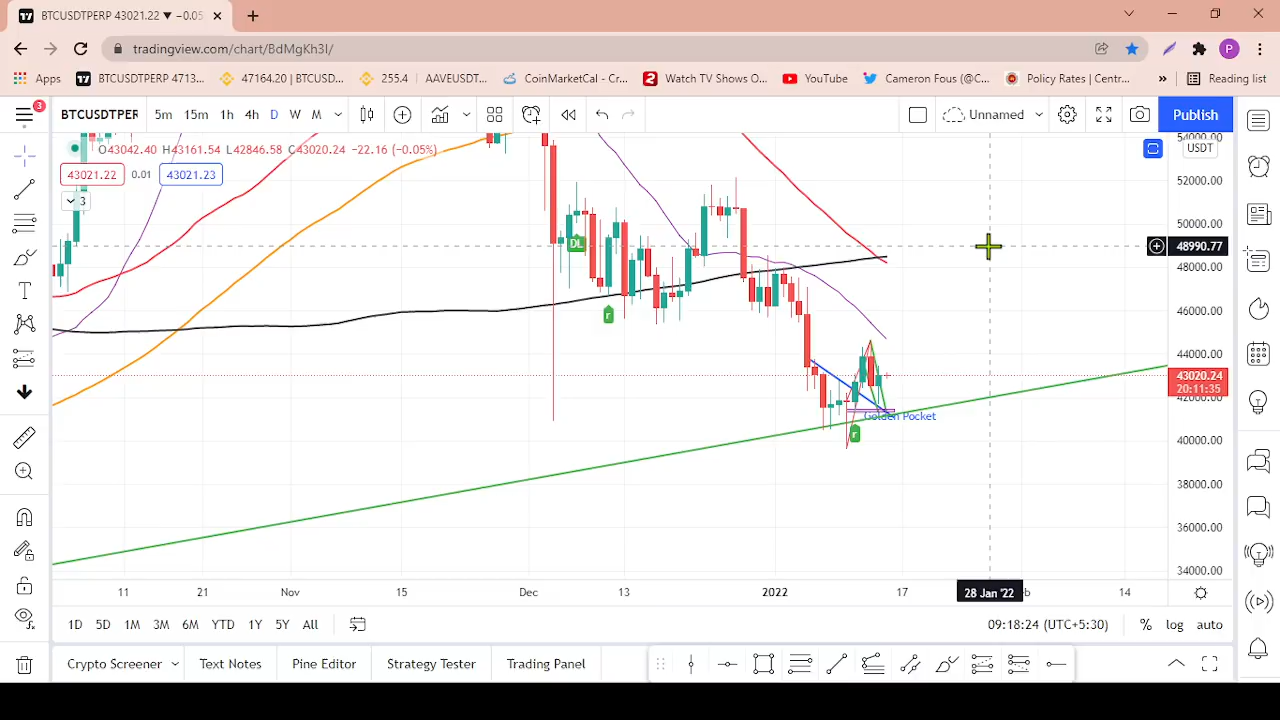 BTCUSDTPERP 43021.22 ▼ −0.05
tradingview.com/chart/BdMgKh3l/
P
Apps
BTCUSDTPERP 4713...
47164.20 | BTCUSD...
255.4
AAVEUSDT...
CoinMarketCal - Cr...
Watch TV Shows O...
YouTube
Cameron Fous (@C...
Policy Rates | Centr...
»
Reading list
3
BTCUSDTPER
5m 15m 1h 4h D W M
Unnamed
Publish
O43042.40 H43161.54 L42846.58 C43020.24 −22.16 (−0.05%)
43021.22 0.01 43021.23
3
USDT
54000.00
52000.00
50000.00
48990.77
48000.00
46000.00
44000.00
43020.24
20:11:35
42000.00
40000.00
38000.00
36000.00
34000.00
DL
r
r
Golden Pocket
11 21 Nov 15 Dec 13 2022 17 28 Jan '22 14
1D 5D 1M 3M 6M YTD 1Y 5Y All
09:18:24 (UTC+5:30) % log auto
Crypto Screener Text Notes Pine Editor Strategy Tester Trading Panel